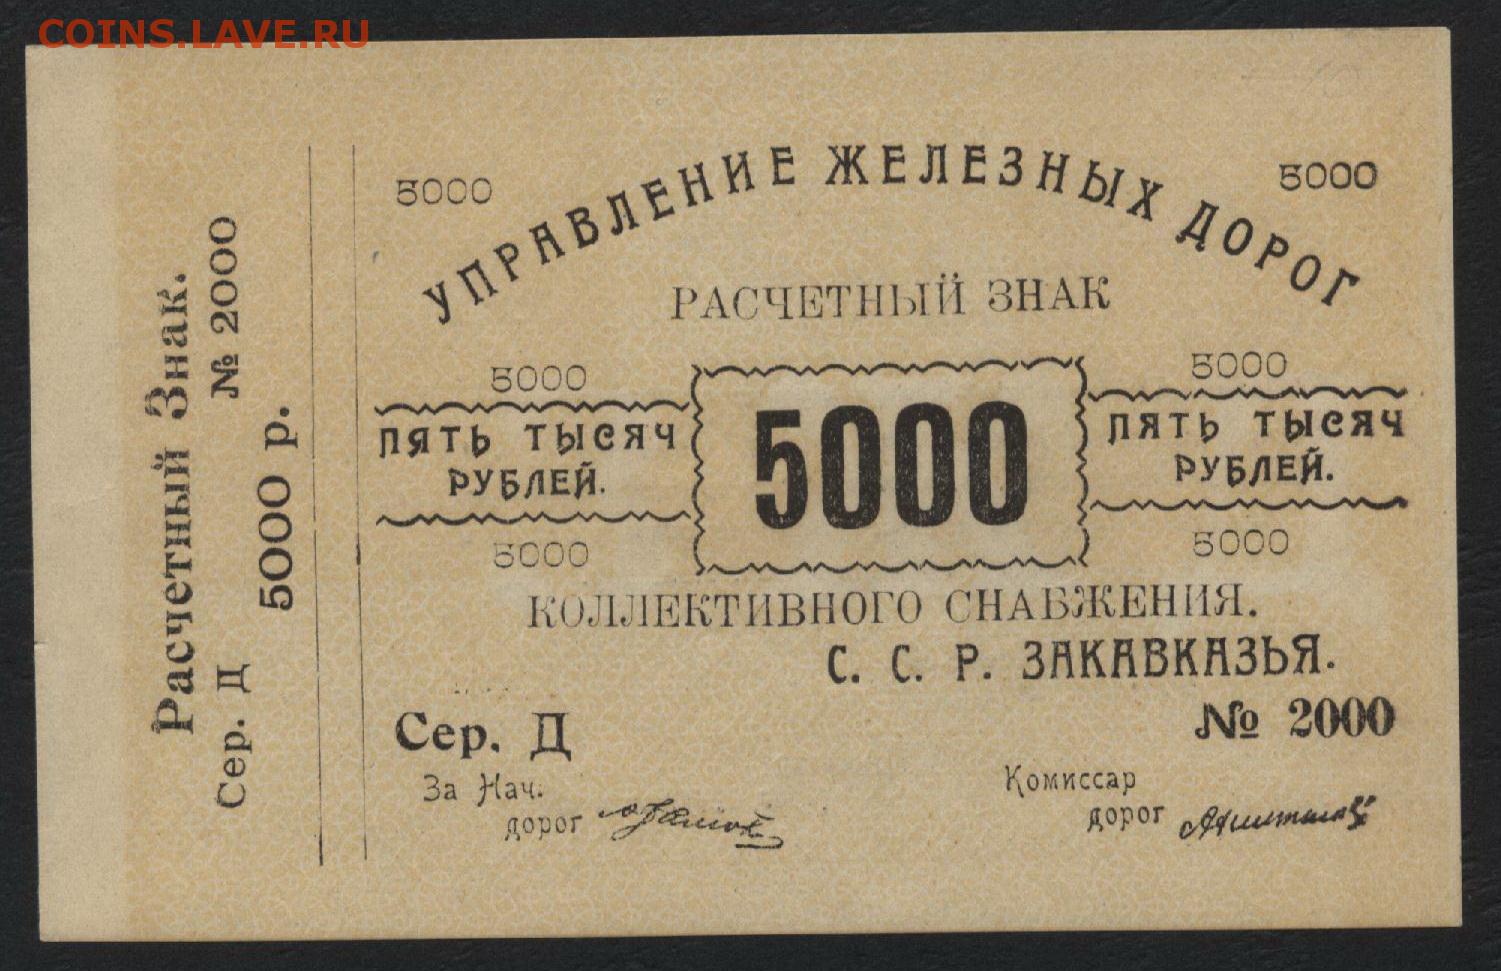 COINS.LAVE.RU
Расчетный Знак.
Сер. Д № 2000
5000 р.
5000 5000
УПРАВЛЕНИЕ ЖЕЛЕЗНЫХ ДОРОГ
РАСЧЕТНЫЙ ЗНАК
5000 5000
ПЯТЬ ТЫСЯЧ
РУБЛЕЙ.
5000
ПЯТЬ ТЫСЯЧ
РУБЛЕЙ.
5000 5000
КОЛЛЕКТИВНОГО СНАБЖЕНИЯ.
С. С. Р. ЗАКАВКАЗЬЯ.
Сер. Д № 2000
За Нач.
дорог
Комиссар
дорог